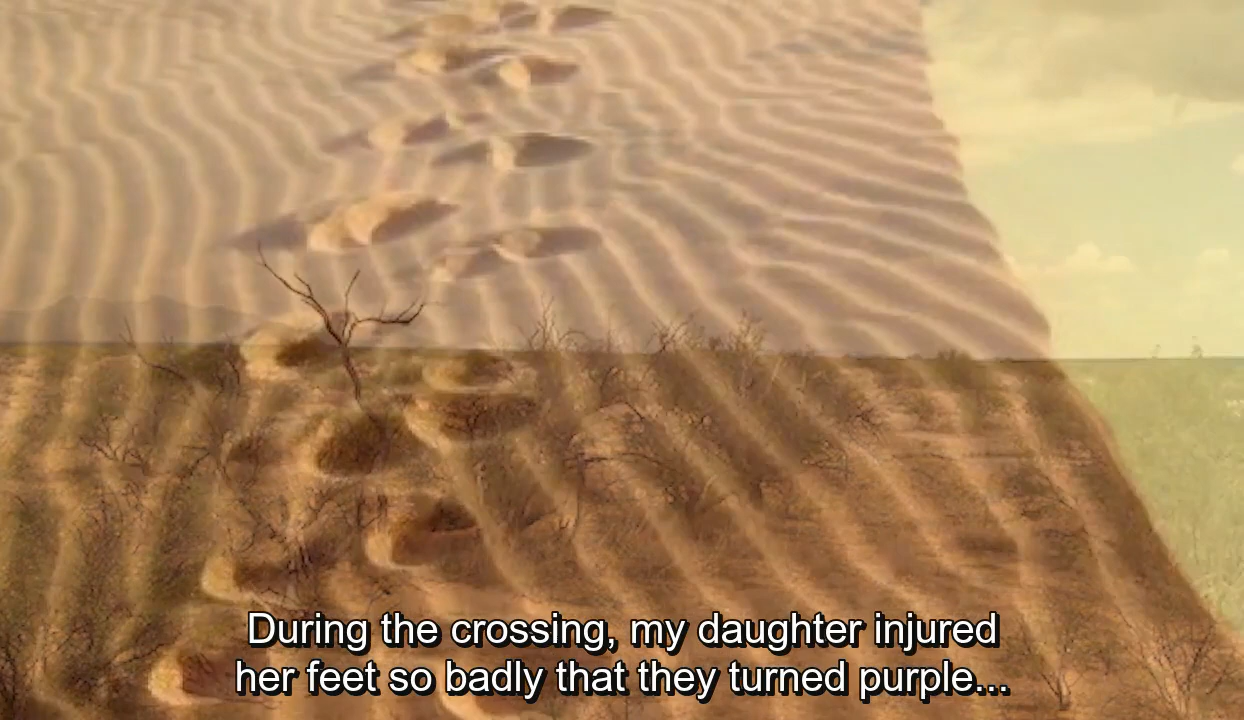 During the crossing, my daughter injured
her feet so badly that they turned purple...